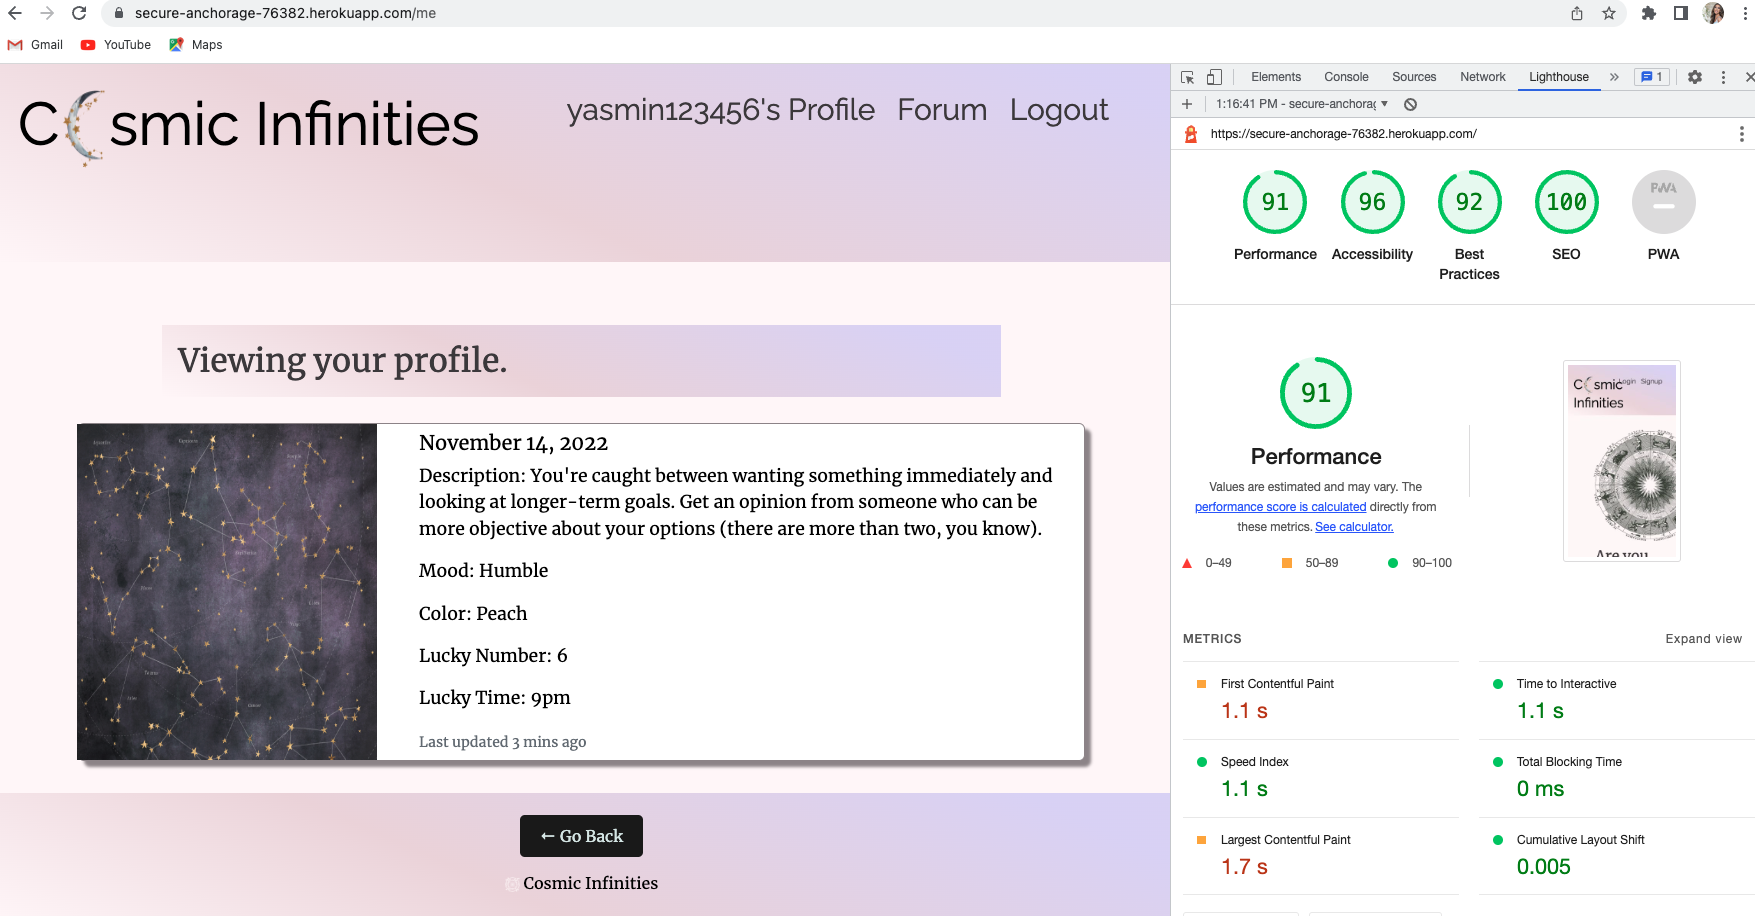 secure-anchorage-76382.herokuapp.com/me
Gmail YouTube Maps
C smic Infinities
yasmin123456's Profile Forum Logout
Viewing your profile.
November 14, 2022
Description: You're caught between wanting something immediately and
looking at longer-term goals. Get an opinion from someone who can be
more objective about your options (there are more than two, you know).
Mood: Humble
Color: Peach
Lucky Number: 6
Lucky Time: 9pm
Last updated 3 mins ago
← Go Back
Cosmic Infinities
Elements Console Sources Network Lighthouse » 1
+ 1:16:41 PM - secure-anchorag
https://secure-anchorage-76382.herokuapp.com/
91 96 92 100 PWA
Performance Accessibility Best Practices SEO PWA
91
Performance
Values are estimated and may vary. The
performance score is calculated directly from
these metrics. See calculator.
0–49 50–89 90–100
C smic Login Signup
Infinities
Are you
METRICS Expand view
First Contentful Paint
1.1 s
Time to Interactive
1.1 s
Speed Index
1.1 s
Total Blocking Time
0 ms
Largest Contentful Paint
1.7 s
Cumulative Layout Shift
0.005